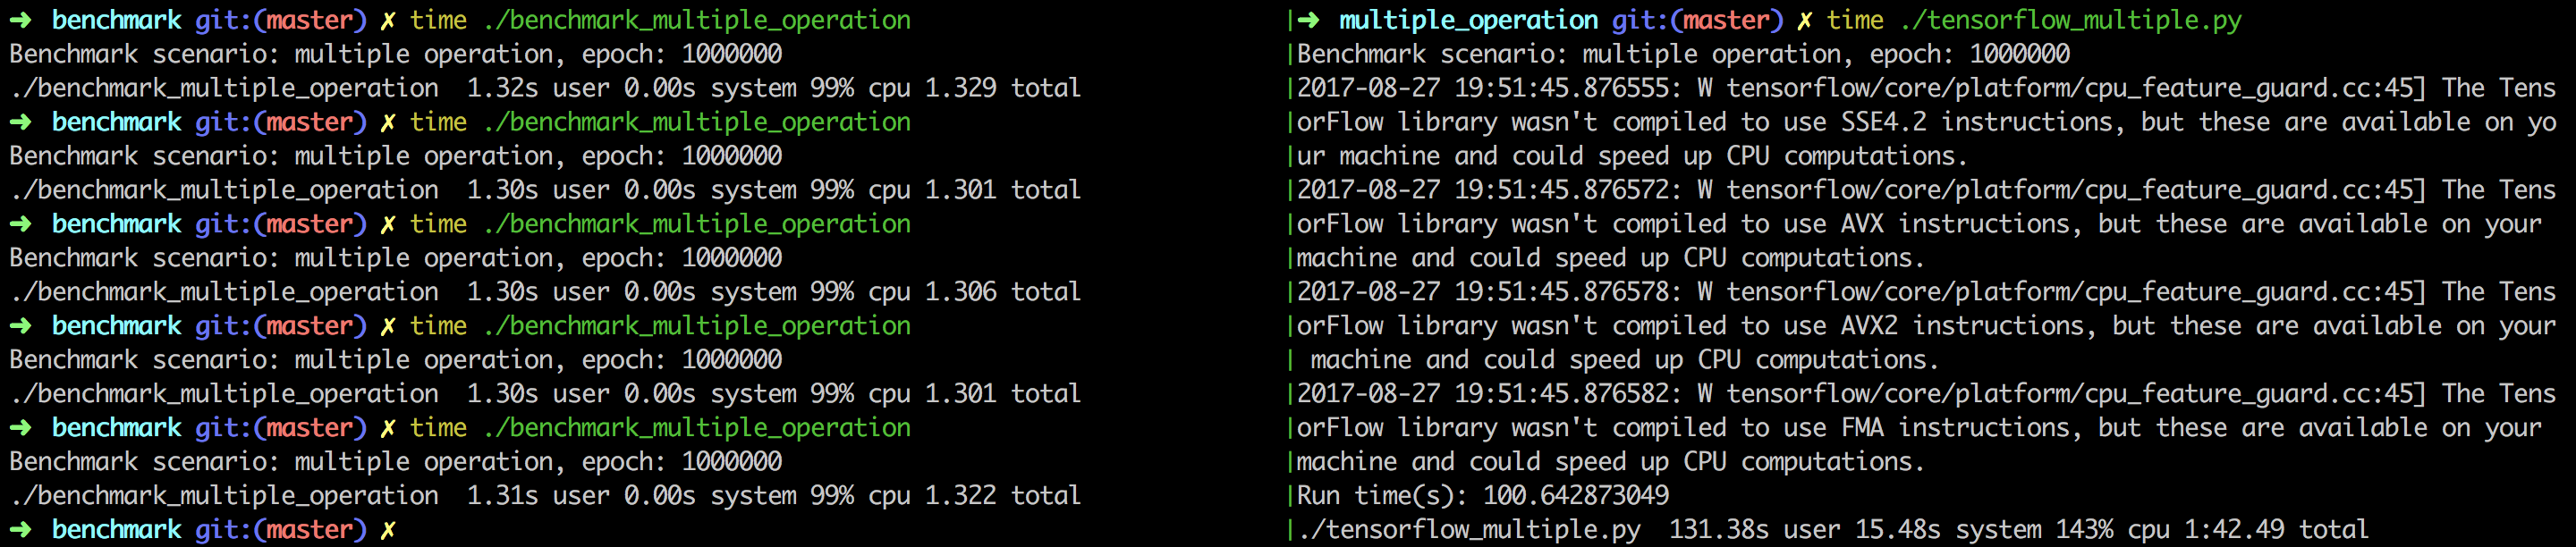 ➜ benchmark git:(master) ✗ time ./benchmark_multiple_operation
Benchmark scenario: multiple operation, epoch: 1000000
./benchmark_multiple_operation 1.32s user 0.00s system 99% cpu 1.329 total
➜ benchmark git:(master) ✗ time ./benchmark_multiple_operation
Benchmark scenario: multiple operation, epoch: 1000000
./benchmark_multiple_operation 1.30s user 0.00s system 99% cpu 1.301 total
➜ benchmark git:(master) ✗ time ./benchmark_multiple_operation
Benchmark scenario: multiple operation, epoch: 1000000
./benchmark_multiple_operation 1.30s user 0.00s system 99% cpu 1.306 total
➜ benchmark git:(master) ✗ time ./benchmark_multiple_operation
Benchmark scenario: multiple operation, epoch: 1000000
./benchmark_multiple_operation 1.30s user 0.00s system 99% cpu 1.301 total
➜ benchmark git:(master) ✗ time ./benchmark_multiple_operation
Benchmark scenario: multiple operation, epoch: 1000000
./benchmark_multiple_operation 1.31s user 0.00s system 99% cpu 1.322 total
➜ benchmark git:(master) ✗
➜ multiple_operation git:(master) ✗ time ./tensorflow_multiple.py
Benchmark scenario: multiple operation, epoch: 1000000
2017-08-27 19:51:45.876555: W tensorflow/core/platform/cpu_feature_guard.cc:45] The Tens
orFlow library wasn't compiled to use SSE4.2 instructions, but these are available on yo
ur machine and could speed up CPU computations.
2017-08-27 19:51:45.876572: W tensorflow/core/platform/cpu_feature_guard.cc:45] The Tens
orFlow library wasn't compiled to use AVX instructions, but these are available on your
machine and could speed up CPU computations.
2017-08-27 19:51:45.876578: W tensorflow/core/platform/cpu_feature_guard.cc:45] The Tens
orFlow library wasn't compiled to use AVX2 instructions, but these are available on your
machine and could speed up CPU computations.
2017-08-27 19:51:45.876582: W tensorflow/core/platform/cpu_feature_guard.cc:45] The Tens
orFlow library wasn't compiled to use FMA instructions, but these are available on your
machine and could speed up CPU computations.
Run time(s): 100.642873049
./tensorflow_multiple.py 131.38s user 15.48s system 143% cpu 1:42.49 total